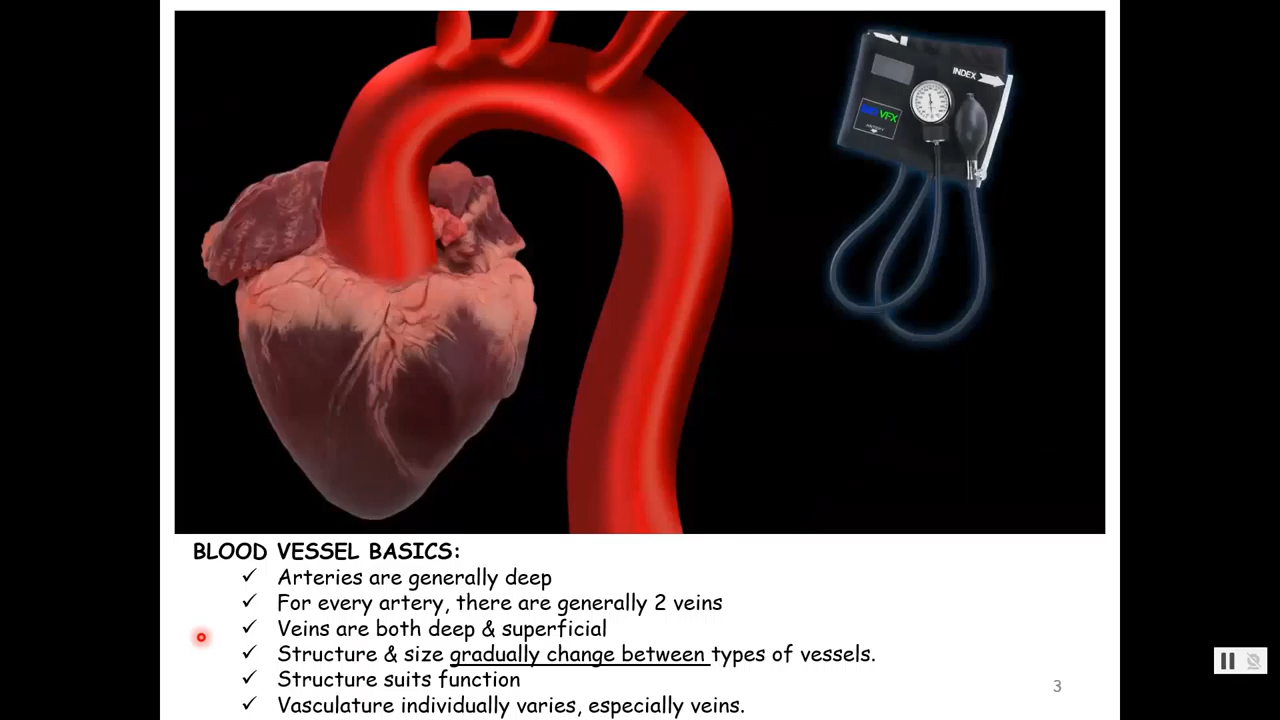 INDEX
VFX
ARTERY
BLOOD VESSEL BASICS:
✓ Arteries are generally deep
✓ For every artery, there are generally 2 veins
✓ Veins are both deep & superficial
✓ Structure & size gradually change between types of vessels.
✓ Structure suits function
✓ Vasculature individually varies, especially veins.
3